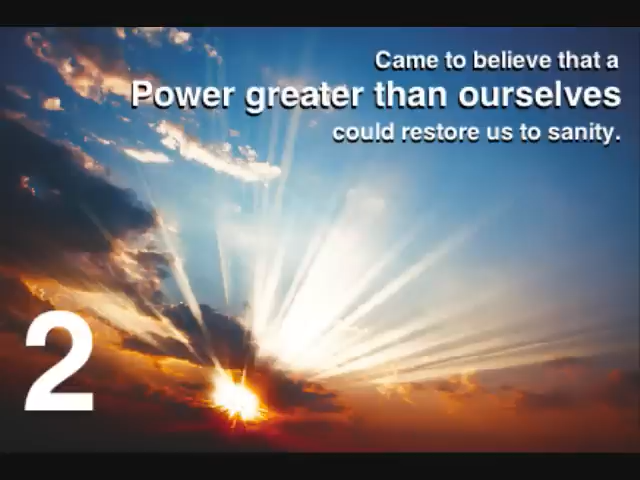 Came to believe that a
Power greater than ourselves
could restore us to sanity.
2